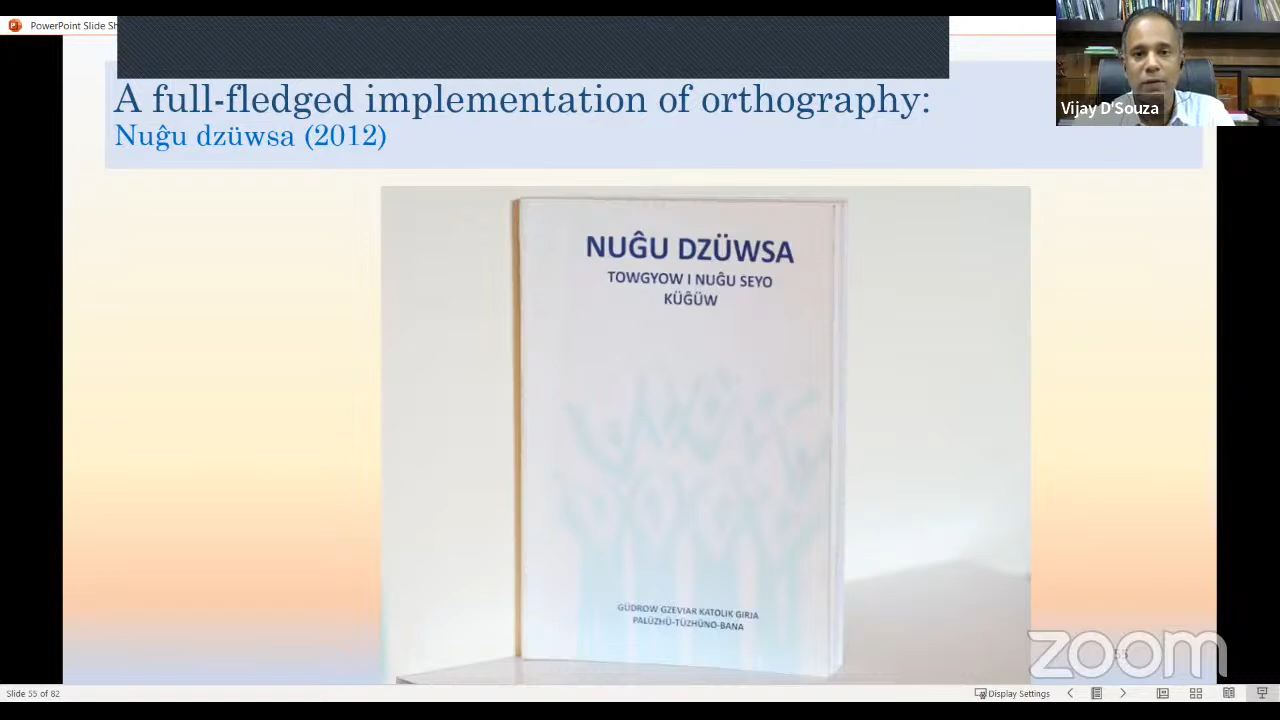 PowerPoint Slide Sh
Vijay D'Souza
A full-fledged implementation of orthography:
Nuĝu dzüwsa (2012)
NUĜU DZÜWSA
TOWGYOW I NUĜU SEYO
KÜĜÜW
GÜDROW GZEVIAR KATOLIK GIRJA
PALÜZHÜ-TÜZHÜNO-BANA
zoom
55
Slide 55 of 82
Display Settings